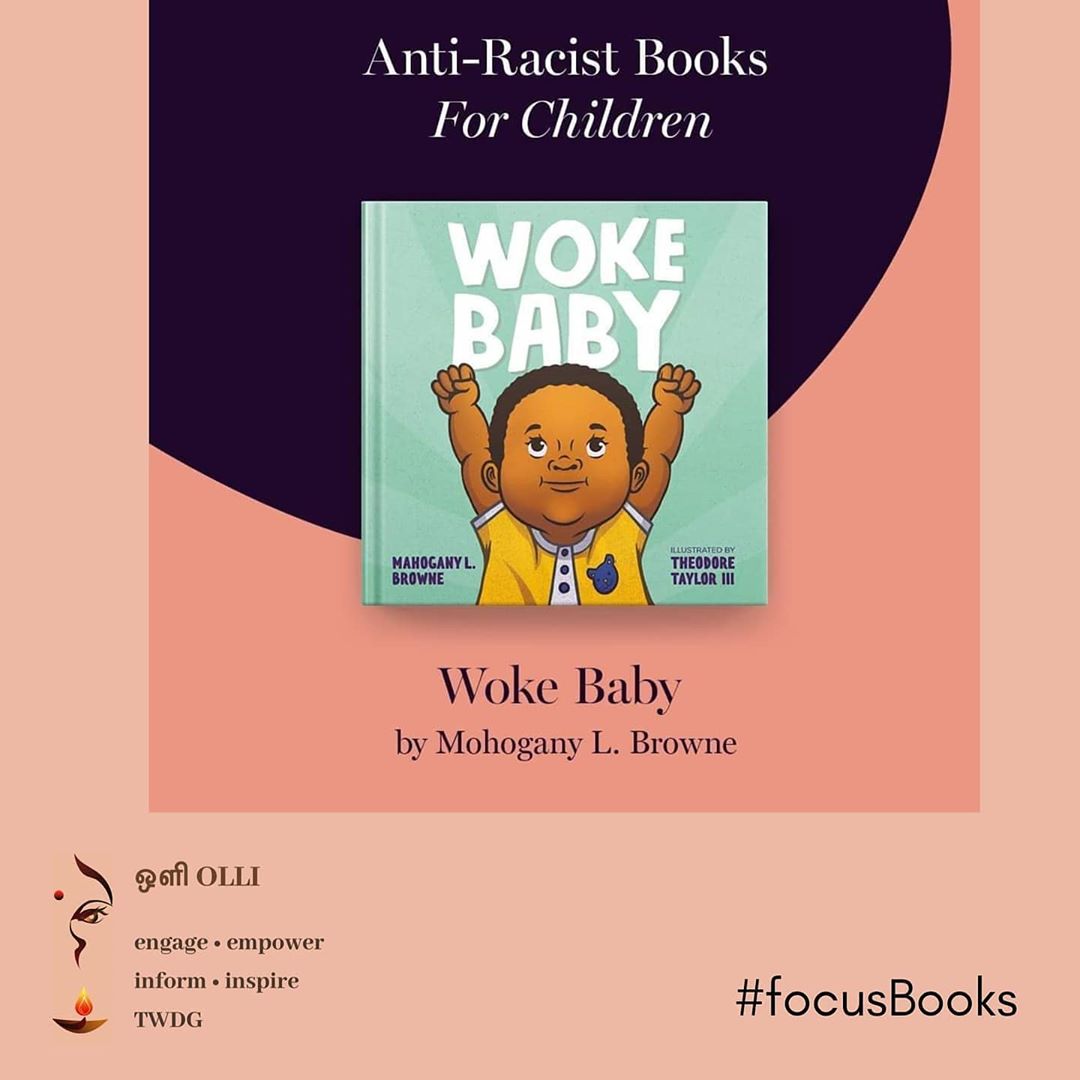 Anti-Racist Books
For Children
WOKE
BABY
MAHOGANY L.
BROWNE
ILLUSTRATED BY
THEODORE
TAYLOR III
Woke Baby
by Mohogany L. Browne
ஒளி OLLI
engage • empower
inform • inspire
TWDG
#focusBooks